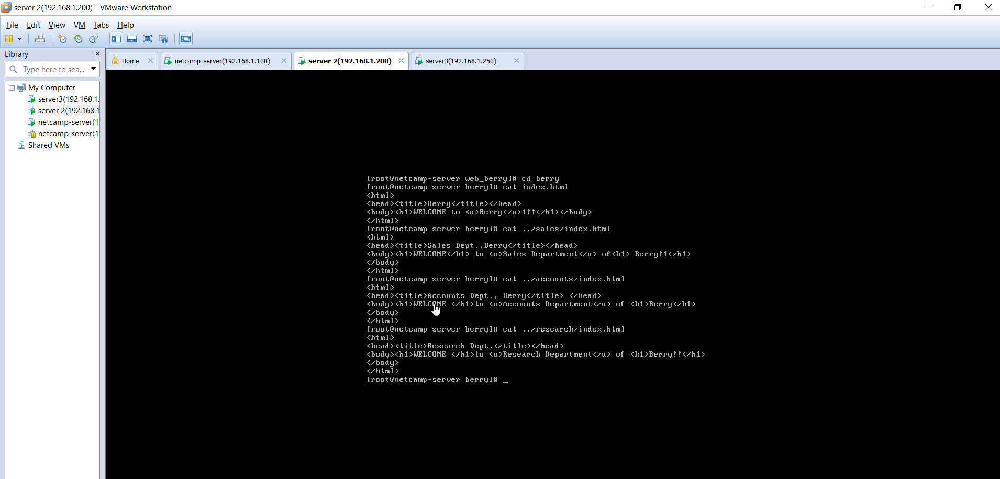 server 2(192.168.1.200) - VMware Workstation
File Edit View VM Tabs Help
Library
Type here to sea...
My Computer
server3(192.168.1.
server 2(192.168.1
netcamp-server(1
netcamp-server(1
Shared VMs
Home netcamp-server(192.168.1.100) server 2(192.168.1.200) server3(192.168.1.250)
[root@netcamp-server web_berry]# cd berry
[root@netcamp-server berry]# cat index.html
<html>
<head><title>Berry</title></head>
<body><h1>WELCOME to <u>Berry</u>!!!</h1></body>
</html>
[root@netcamp-server berry]# cat ../sales/index.html
<html>
<head><title>Sales Dept.,Berry</title></head>
<body><h1>WELCOME</h1> to <u>Sales Department</u> of<h1> Berry!!</h1>
</body>
</html>
[root@netcamp-server berry]# cat ../accounts/index.html
<html>
<head><title>Accounts Dept., Berry</title> </head>
<body><h1>WELCOME </h1>to <u>Accounts Department</u> of <h1>Berry</h1>
</body>
</html>
[root@netcamp-server berry]# cat ../research/index.html
<html>
<head><title>Research Dept.</title></head>
<body><h1>WELCOME </h1>to <u>Research Department</u> of <h1>Berry!!</h1>
</body>
</html>
[root@netcamp-server berry]# _